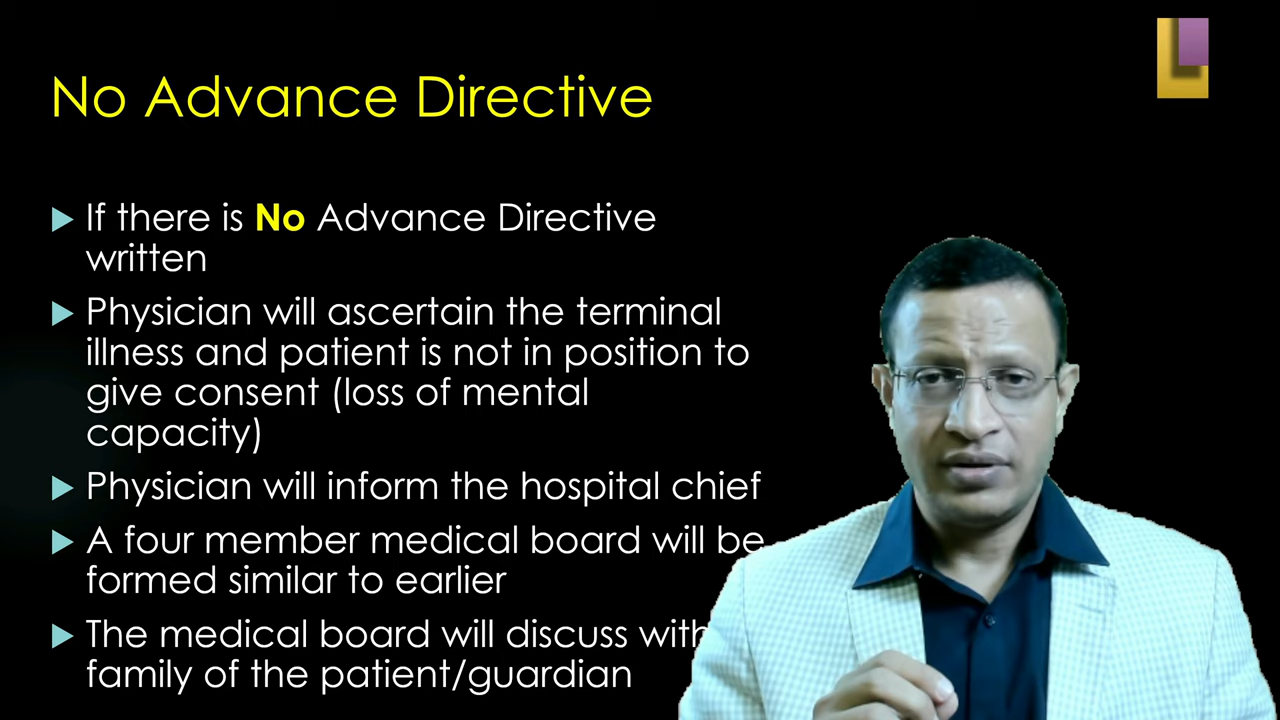 No Advance Directive
If there is No Advance Directive
written
Physician will ascertain the terminal
illness and patient is not in position to
give consent (loss of mental
capacity)
Physician will inform the hospital chief
A four member medical board will be
formed similar to earlier
The medical board will discuss with
family of the patient/guardian